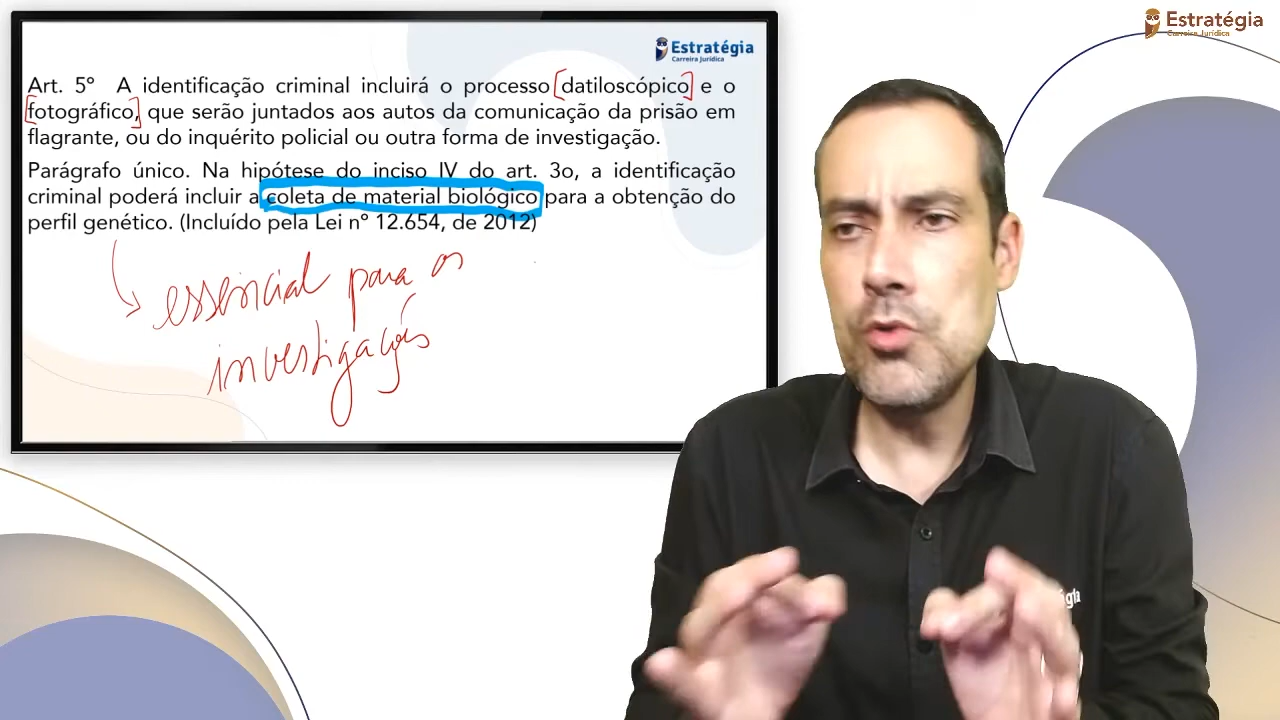 Estratégia
Carreira Jurídica
Estratégia
Carreira Jurídica
Art. 5º A identificação criminal incluirá o processo datiloscópico e o
fotográfico, que serão juntados aos autos da comunicação da prisão em
flagrante, ou do inquérito policial ou outra forma de investigação.
Parágrafo único. Na hipótese do inciso IV do art. 3o, a identificação
criminal poderá incluir a coleta de material biológico para a obtenção do
perfil genético. (Incluído pela Lei nº 12.654, de 2012)
essencial para as
investigações